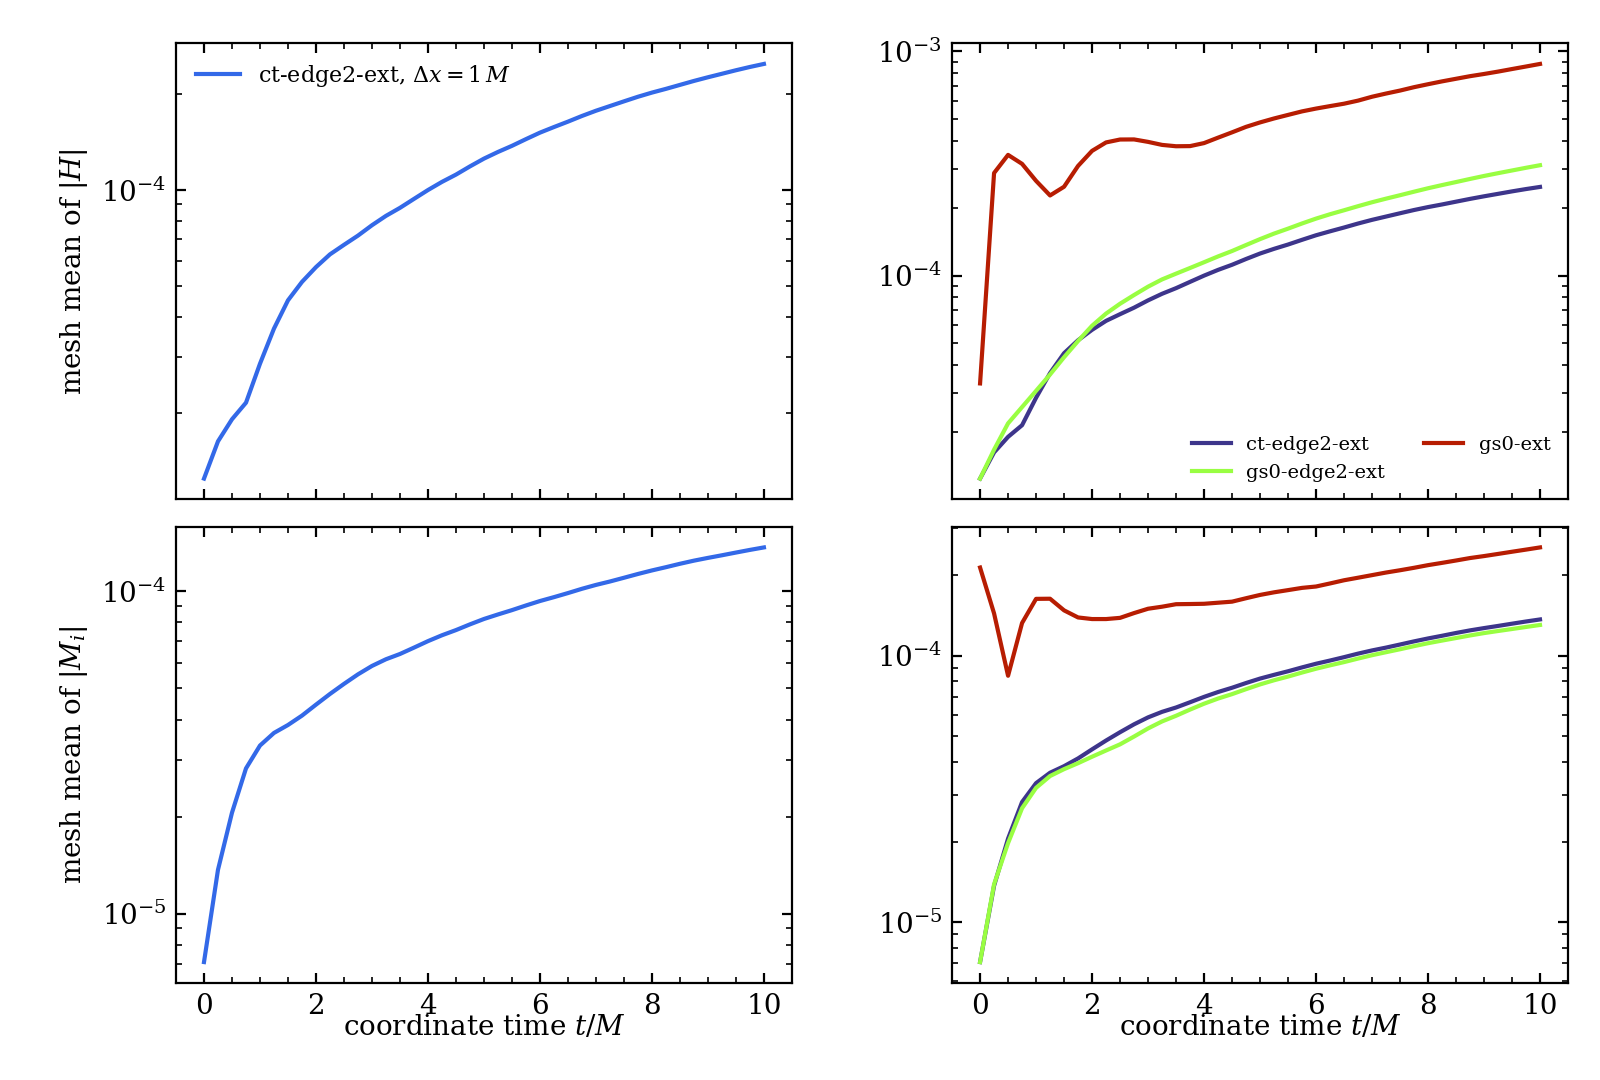 mesh mean of |H|
10⁻⁴
ct-edge2-ext, Δx = 1 M
10⁻³
10⁻⁴
ct-edge2-ext
gs0-edge2-ext
gs0-ext
mesh mean of |Mᵢ|
10⁻⁴
10⁻⁵
0 2 4 6 8 10
coordinate time t/M
10⁻⁴
10⁻⁵
0 2 4 6 8 10
coordinate time t/M